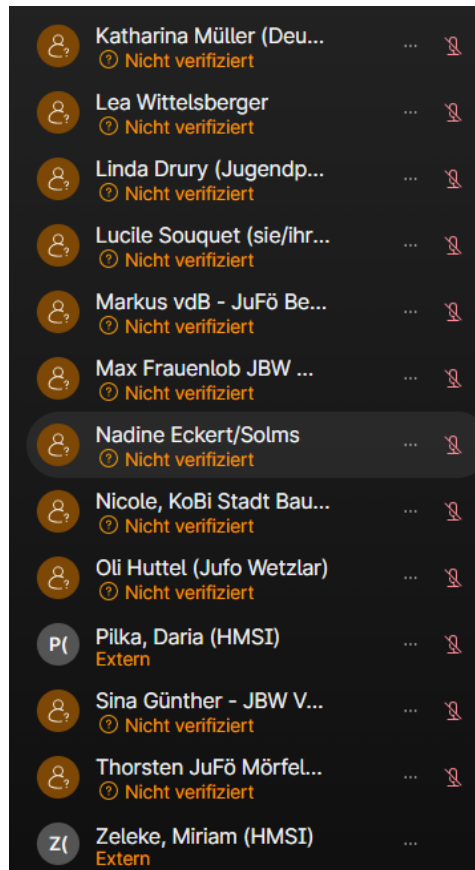 Katharina Müller (Deu...
Nicht verifiziert
Lea Wittelsberger
Nicht verifiziert
Linda Drury (Jugendp...
Nicht verifiziert
Lucile Souquet (sie/ihr...
Nicht verifiziert
Markus vdB - JuFö Be...
Nicht verifiziert
Max Frauenlob JBW ...
Nicht verifiziert
Nadine Eckert/Solms
Nicht verifiziert
Nicole, KoBi Stadt Bau...
Nicht verifiziert
Oli Huttel (Jufo Wetzlar)
Nicht verifiziert
P( Pilka, Daria (HMSI)
Extern
Sina Günther - JBW V...
Nicht verifiziert
Thorsten JuFö Mörfel...
Nicht verifiziert
Z( Zeleke, Miriam (HMSI)
Extern